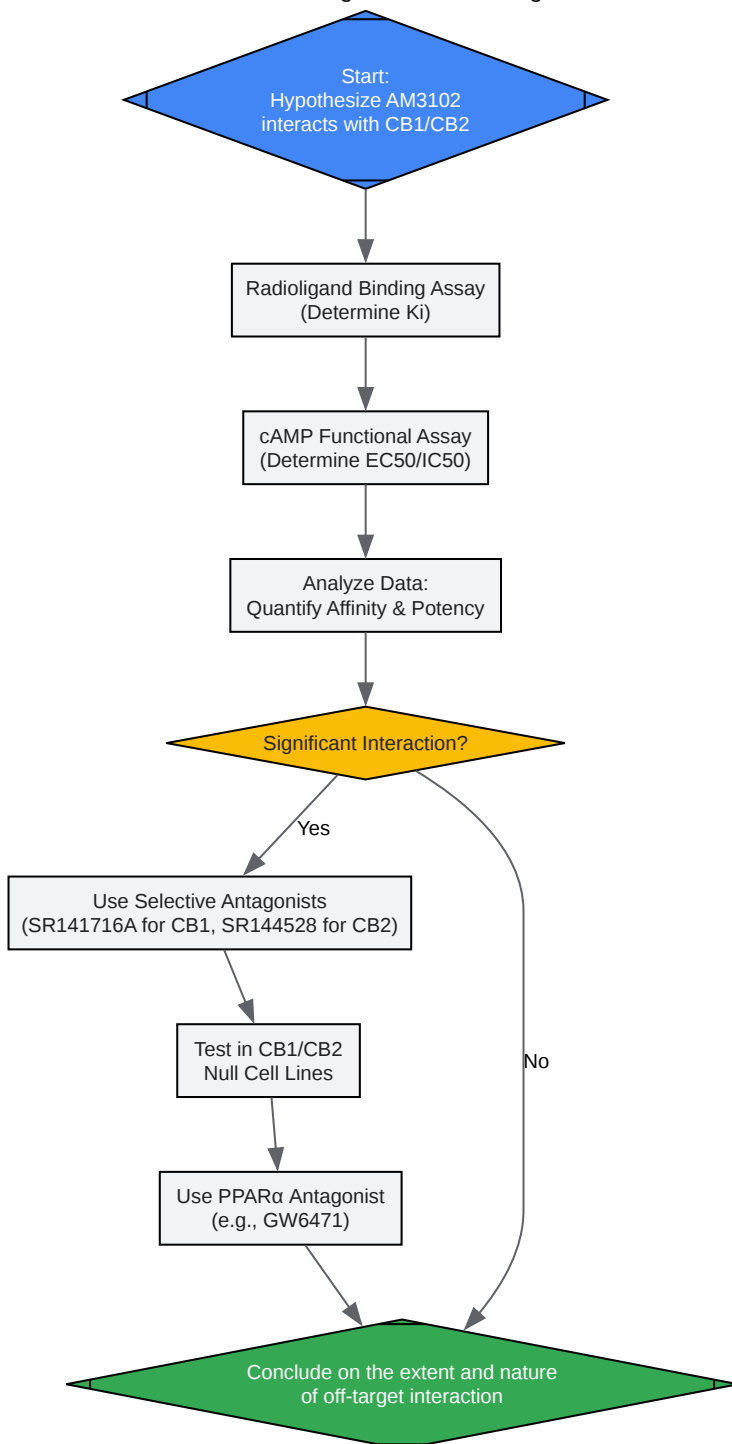 Start:
Hypothesize AM3102
interacts with CB1/CB2
Radioligand Binding Assay
(Determine Ki)
cAMP Functional Assay
(Determine EC50/IC50)
Analyze Data:
Quantify Affinity & Potency
Significant Interaction?
Yes
Use Selective Antagonists
(SR141716A for CB1, SR144528 for CB2)
Test in CB1/CB2
Null Cell Lines
No
Use PPARα Antagonist
(e.g., GW6471)
Conclude on the extent and nature
of off-target interaction